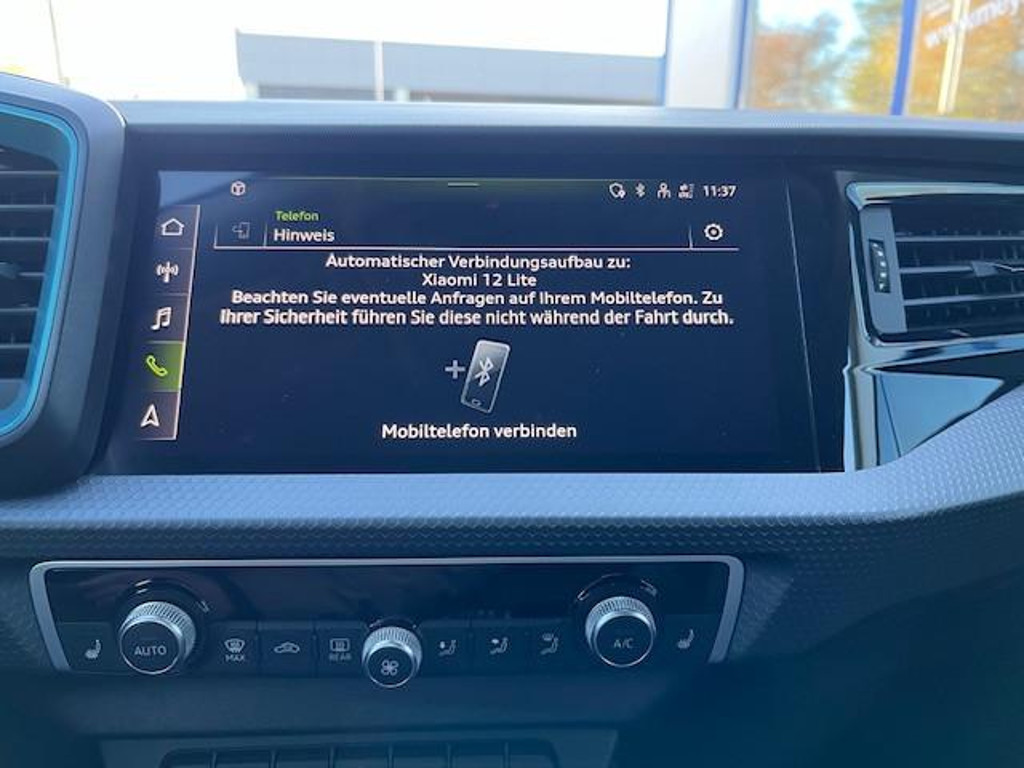 11:37
Telefon
Hinweis
Automatischer Verbindungsaufbau zu:
Xiaomi 12 Lite
Beachten Sie eventuelle Anfragen auf Ihrem Mobiltelefon. Zu
Ihrer Sicherheit führen Sie diese nicht während der Fahrt durch.
Mobiltelefon verbinden
AUTO
MAX
REAR
A/C